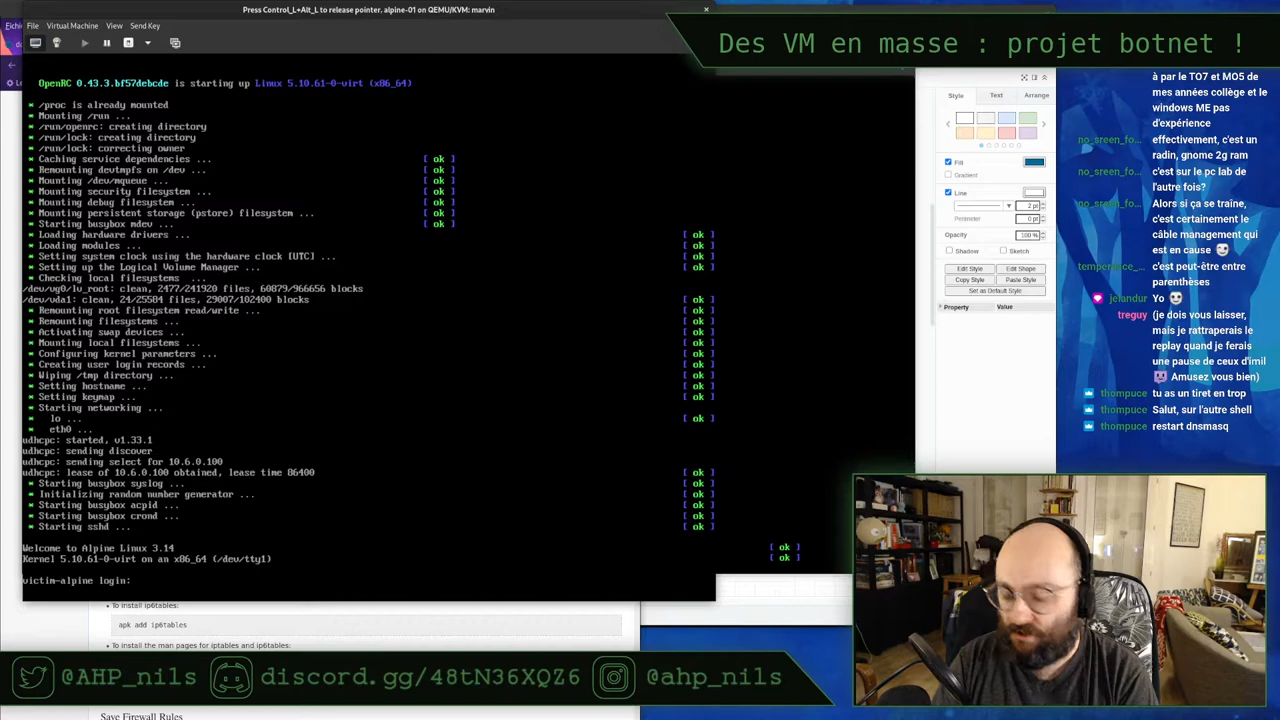 Press Control_L+Alt_L to release pointer. alpine-01 on QEMU/KVM: marvin
File Virtual Machine View Send Key
Des VM en masse : projet botnet !
OpenRC 0.43.3.bf57debcde is starting up Linux 5.10.61-0-virt (x86_64)
* /proc is already mounted
* Mounting /run ...
* /run/openrc: creating directory
* /run/lock: creating directory
* /run/lock: correcting owner
* Caching service dependencies ... [ ok ]
* Remounting devtmpfs on /dev ... [ ok ]
* Mounting /dev/mqueue ... [ ok ]
* Mounting security filesystem ... [ ok ]
* Mounting debug filesystem ... [ ok ]
* Mounting persistent storage (pstore) filesystem ... [ ok ]
* Starting busybox mdev ... [ ok ]
* Loading hardware drivers ... [ ok ]
* Loading modules ... [ ok ]
* Setting system clock using the hardware clock [UTC] ... [ ok ]
* Setting up the Logical Volume Manager ... [ ok ]
* Checking local filesystems ...
/dev/vda1: clean, 24/25584 files, 29007/102400 blocks [ ok ]
* Remounting root filesystem read/write ... [ ok ]
* Remounting filesystems ... [ ok ]
* Activating swap devices ... [ ok ]
* Mounting local filesystems ... [ ok ]
* Configuring kernel parameters ... [ ok ]
* Creating user login records ... [ ok ]
* Wiping /tmp directory ... [ ok ]
* Setting hostname ... [ ok ]
* Setting keymap ... [ ok ]
* Starting networking ...
* lo ... [ ok ]
* eth0 ...
udhcpc: started, v1.33.1
udhcpc: sending discover
udhcpc: sending select for 10.6.0.100
udhcpc: lease of 10.6.0.100 obtained, lease time 86400 [ ok ]
* Starting busybox syslog ... [ ok ]
* Initializing random number generator ... [ ok ]
* Starting busybox acpid ... [ ok ]
* Starting busybox crond ... [ ok ]
* Starting sshd ... [ ok ]
Welcome to Alpine Linux 3.14
Kernel 5.10.61-0-virt on an x86_64 (/dev/tty1)
victim-alpine login:
[ ok ]
[ ok ]
• To install ip6tables:
apk add ip6tables
• To install the man pages for iptables and ip6tables:
Save Firewall Rules
Style Text Arrange
Fill
Gradient
Line
2 pt
Perimeter 0 pt
Opacity 100 %
Shadow Sketch
Edit Style Edit Shape
Copy Style Paste Style
Set as Default Style
Property Value
à par le TO7 et MO5 de
mes années collège et le
windows ME pas
d'expérience
no_sreen_fo... effectivement, c'est un
radin, gnome 2g ram
no_sreen_fo... c'est sur le pc de
l'autre fois?
no_sreen_fo... Alors si ça se traîne,
c'est certainement le
câble management qui
est en cause
c'est peut-être entre
parenthèses
jelandur Yo
treguy (je dois vous laisser,
mais je rattraperais le
replay quand je ferais
une pause de ceux d'imil
Amusez vous bien)
thompuce tu as un tiret en trop
thompuce Salut, sur l'autre shell
thompuce restart dnsmasq
@AHP_nils discord.gg/48tN36XQZ6 @ahp_nils